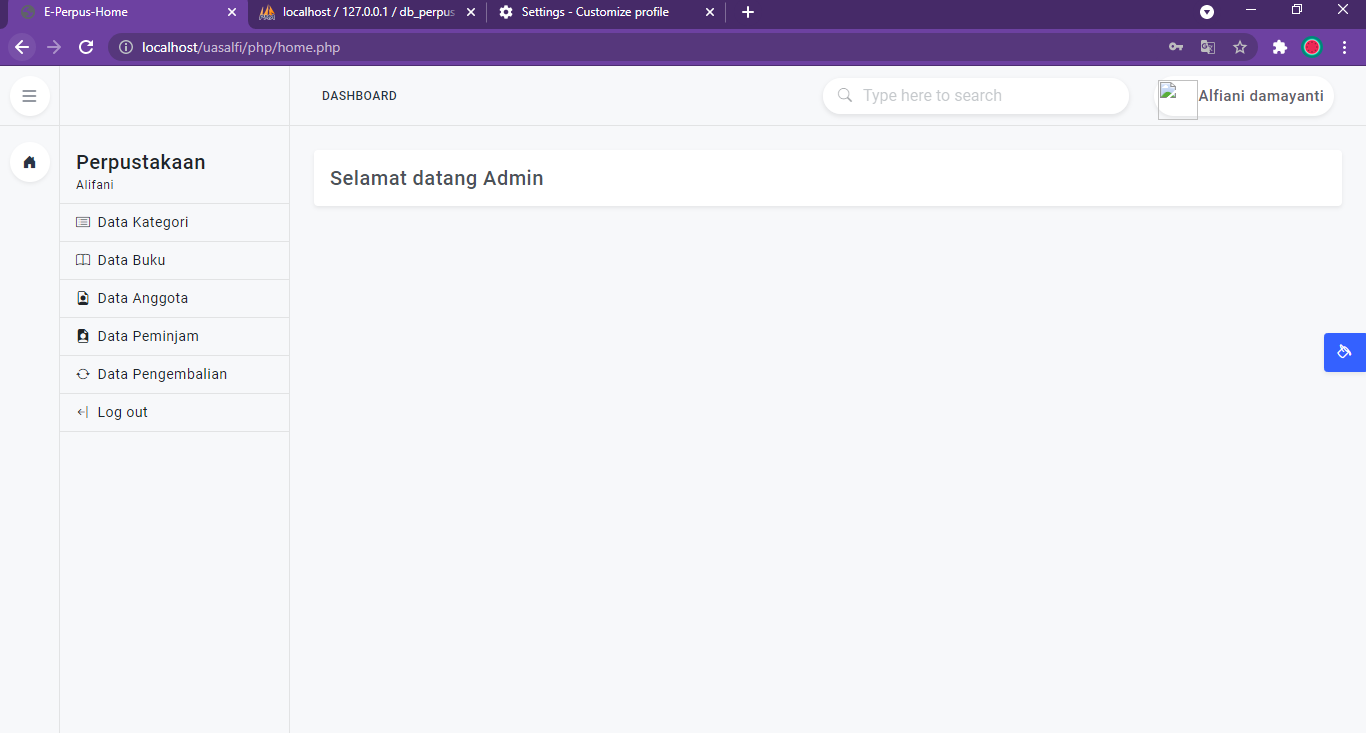 E-Perpus-Home
localhost / 127.0.0.1 / db_perpus
Settings - Customize profile
localhost/uasalfi/php/home.php
DASHBOARD
Type here to search
Alfiani damayanti
Perpustakaan
Alifani
Data Kategori
Data Buku
Data Anggota
Data Peminjam
Data Pengembalian
Log out
Selamat datang Admin